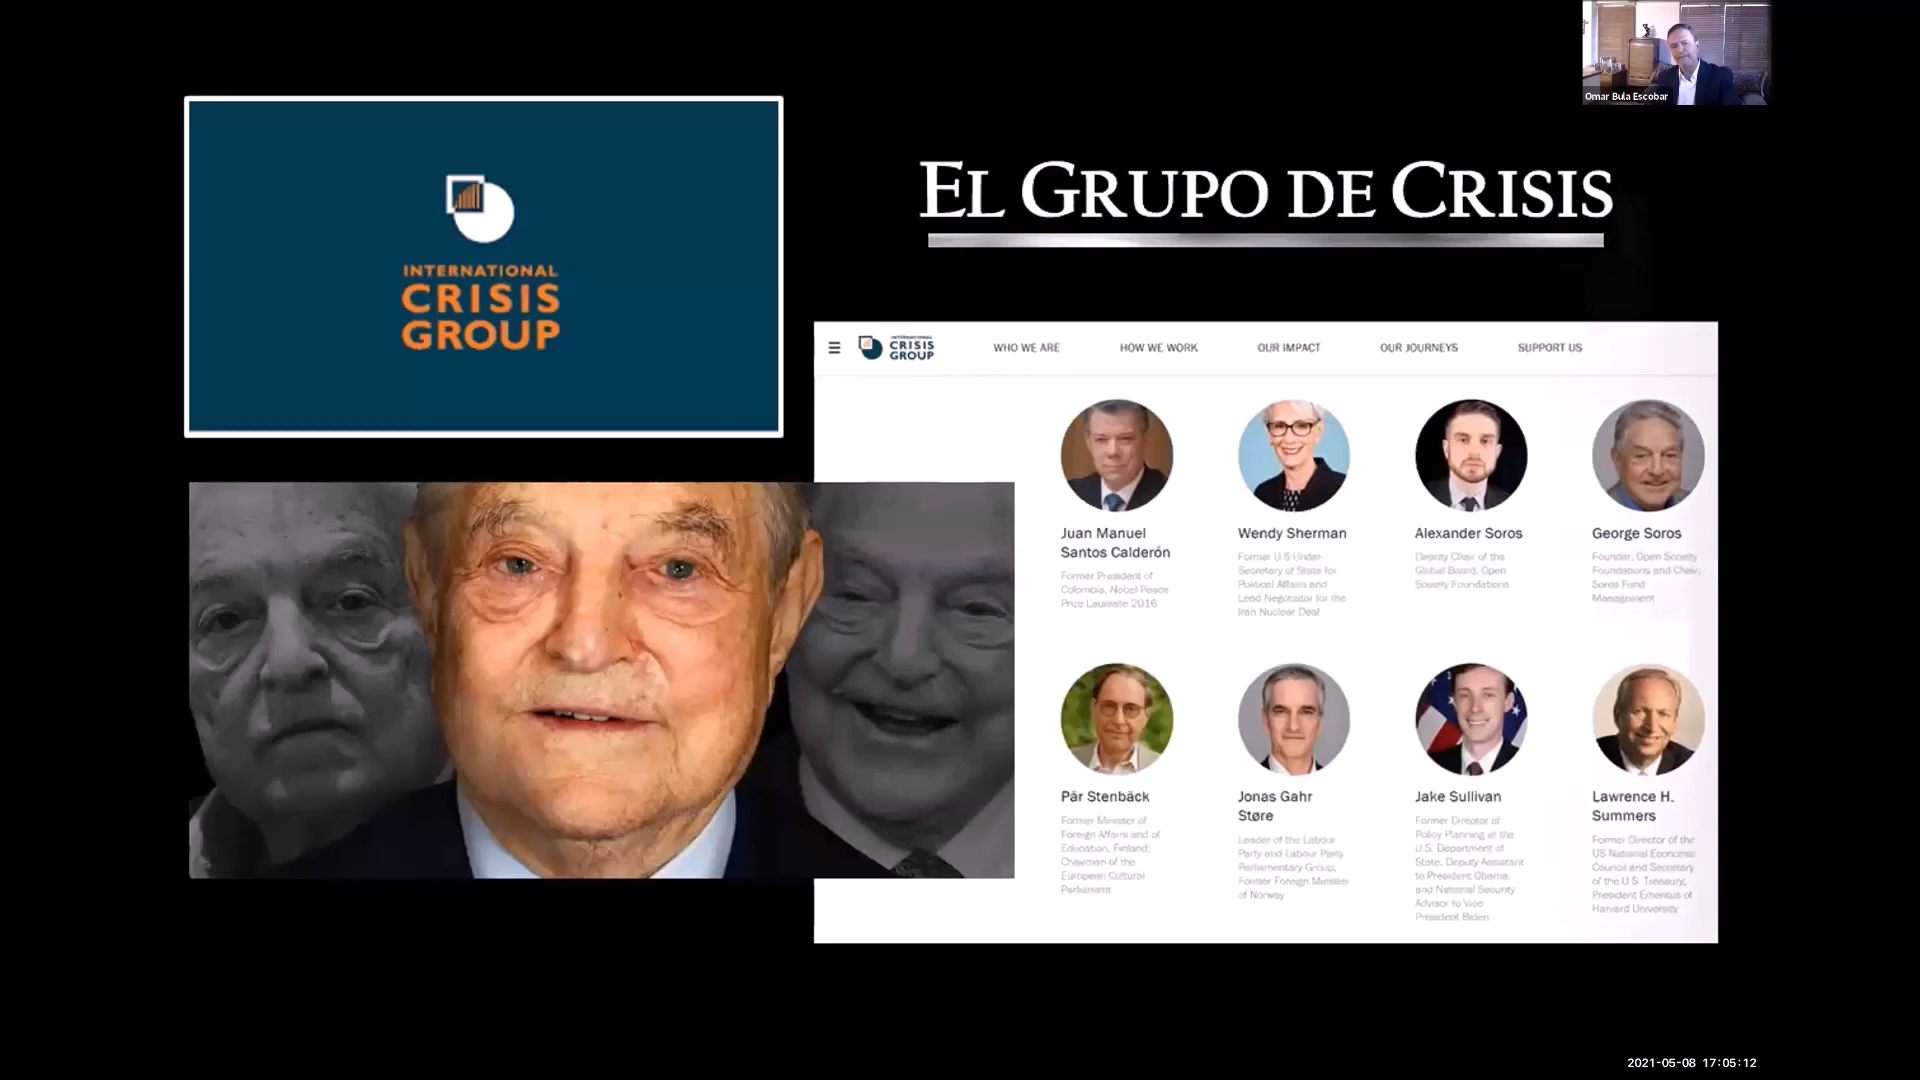 Omar Bula Escobar
EL GRUPO DE CRISIS
INTERNATIONAL
CRISIS
GROUP
INTERNATIONAL
CRISIS
GROUP
WHO WE ARE
HOW WE WORK
OUR IMPACT
OUR JOURNEYS
SUPPORT US
Juan Manuel
Santos Calderón
Former President of
Colombia, Nobel Peace
Prize Laureate 2016
Wendy Sherman
Former U.S Under-
Secretary of State for
Political Affairs and
Lead Negotiator for the
Iran Nuclear Deal
Alexander Soros
Deputy Chair of the
Global Board, Open
Society Foundations
George Soros
Founder, Open Society
Foundations and Chair,
Soros Fund
Management
Pär Stenbäck
Former Minister of
Foreign Affairs and of
Education, Finland;
Chairman of the
European Cultural
Parliament
Jonas Gahr
Støre
Leader of the Labour
Party and Labour Party
Parliamentary Group,
Former Foreign Minister
of Norway
Jake Sullivan
Former Director of
Policy Planning at the
U.S. Department of
State, Deputy Assistant
to President Obama,
and National Security
Advisor to Vice
President Biden
Lawrence H.
Summers
Former Director of the
US National Economic
Council and Secretary
of the U.S. Treasury;
President Emeritus of
Harvard University
2021-05-08 17:05:12